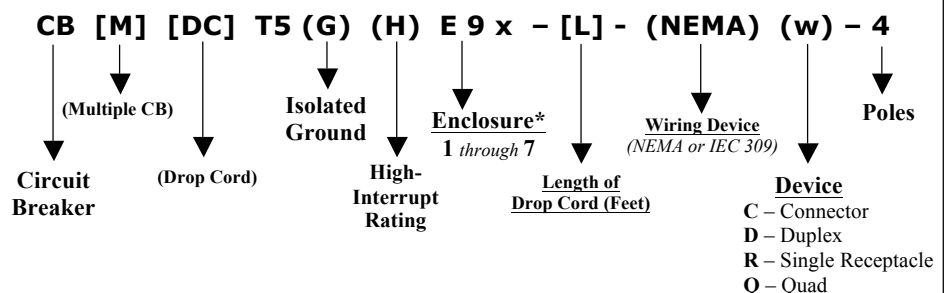 CB [M] [DC] T5 (G) (H) E 9 x – [L] - (NEMA) (w) – 4
(Multiple CB)
Isolated
Ground
Enclosure*
1 through 7
Wiring Device
(NEMA or IEC 309)
Poles
Circuit
Breaker
(Drop Cord)
High-
Interrupt
Rating
Length of
Drop Cord (Feet)
Device
C – Connector
D – Duplex
R – Single Receptacle
Q – Quad